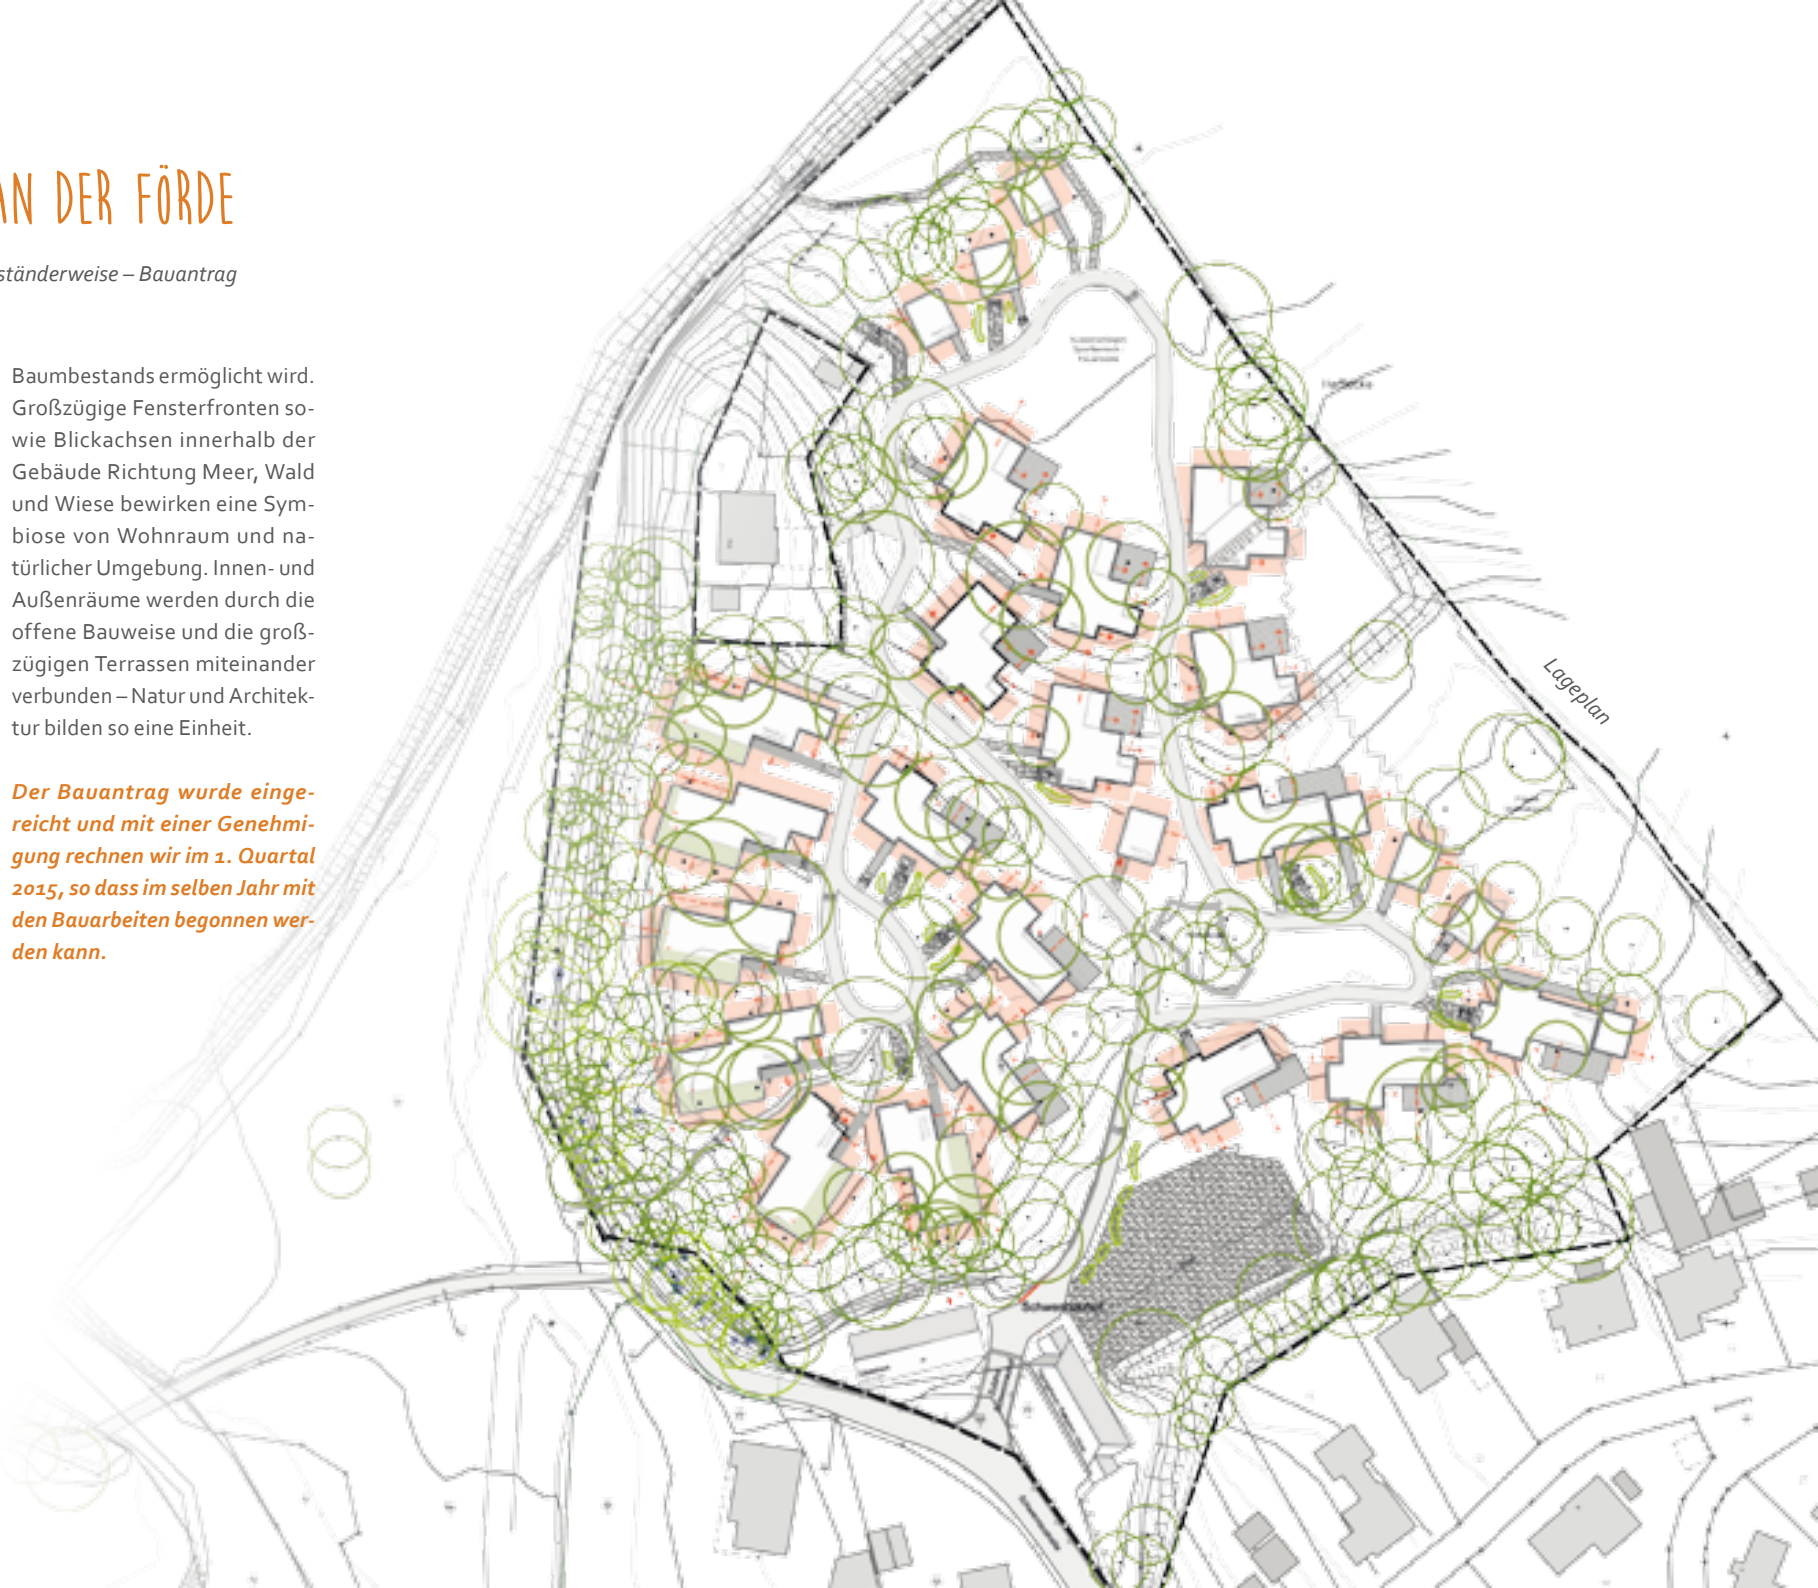 AN DER FÖRDE
ständerweise – Bauantrag
Baumbestands ermöglicht wird.
Großzügige Fensterfronten so-
wie Blickachsen innerhalb der
Gebäude Richtung Meer, Wald
und Wiese bewirken eine Sym-
biose von Wohnraum und na-
türlicher Umgebung. Innen- und
Außenräume werden durch die
offene Bauweise und die groß-
zügigen Terrassen miteinander
verbunden – Natur und Architek-
tur bilden so eine Einheit.
Der Bauantrag wurde einge-
reicht und mit einer Genehmi-
gung rechnen wir im 1. Quartal
2015, so dass im selben Jahr mit
den Bauarbeiten begonnen wer-
den kann.
Lageplan